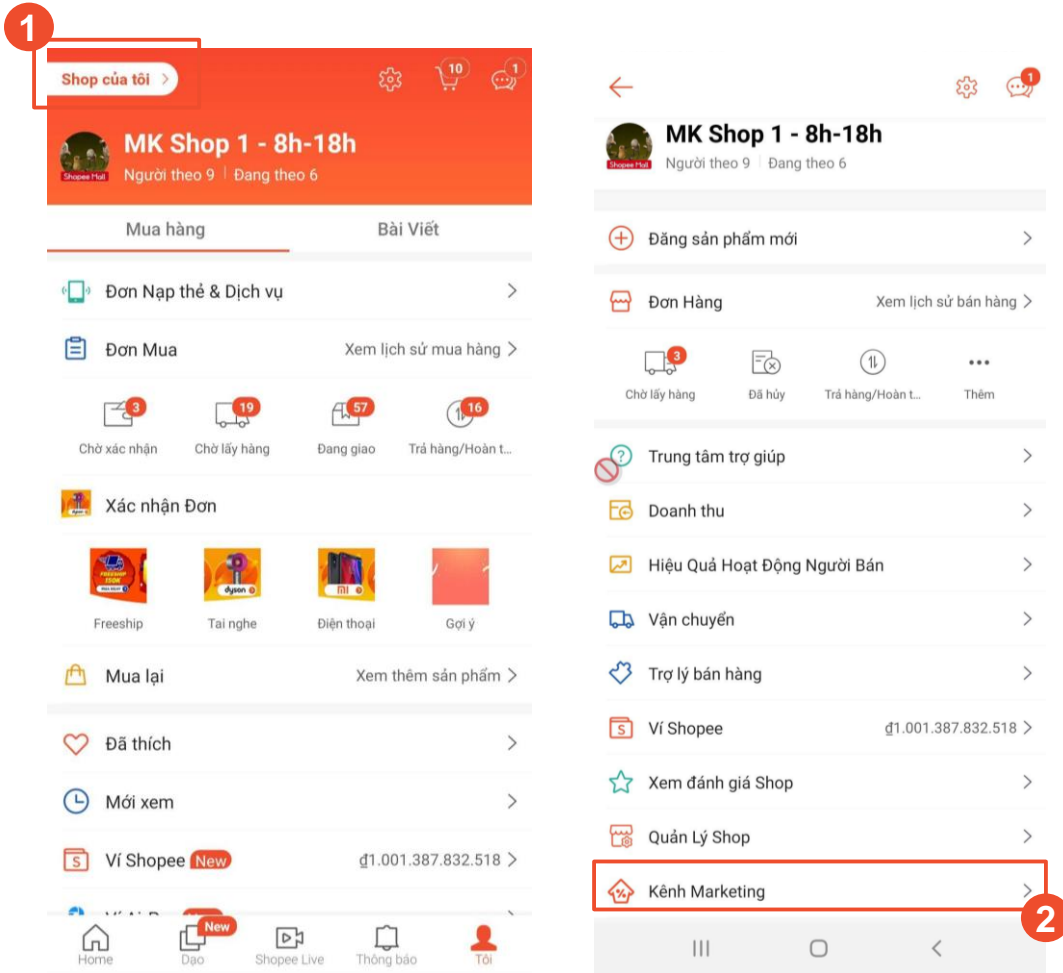 1
Shop của tôi
10
1
MK Shop 1 - 8h-18h
Shopee Mall
Người theo 9 Đang theo 6
Mua hàng
Bài Viết
Đơn Nạp thẻ & Dịch vụ
Đơn Mua
Xem lịch sử mua hàng
3
19
57
16
Chờ xác nhận
Chờ lấy hàng
Đang giao
Trả hàng/Hoàn t...
Xác nhận Đơn
dyson
Freeship
Tai nghe
Điện thoại
Gợi ý
Mua lại
Xem thêm sản phẩm
Đã thích
Mới xem
Ví Shopee New
₫1.001.387.832.518
Home
New
Dạo
Shopee Live
Thông báo
Tôi
1
MK Shop 1 - 8h-18h
Shopee Mall
Người theo 9 Đang theo 6
Đăng sản phẩm mới
Đơn Hàng
Xem lịch sử bán hàng
3
Chờ lấy hàng
Đã hủy
Trả hàng/Hoàn t...
Thêm
Trung tâm trợ giúp
Doanh thu
Hiệu Quả Hoạt Động Người Bán
Vận chuyển
Trợ lý bán hàng
Ví Shopee
₫1.001.387.832.518
Xem đánh giá Shop
Quản Lý Shop
Kênh Marketing
2